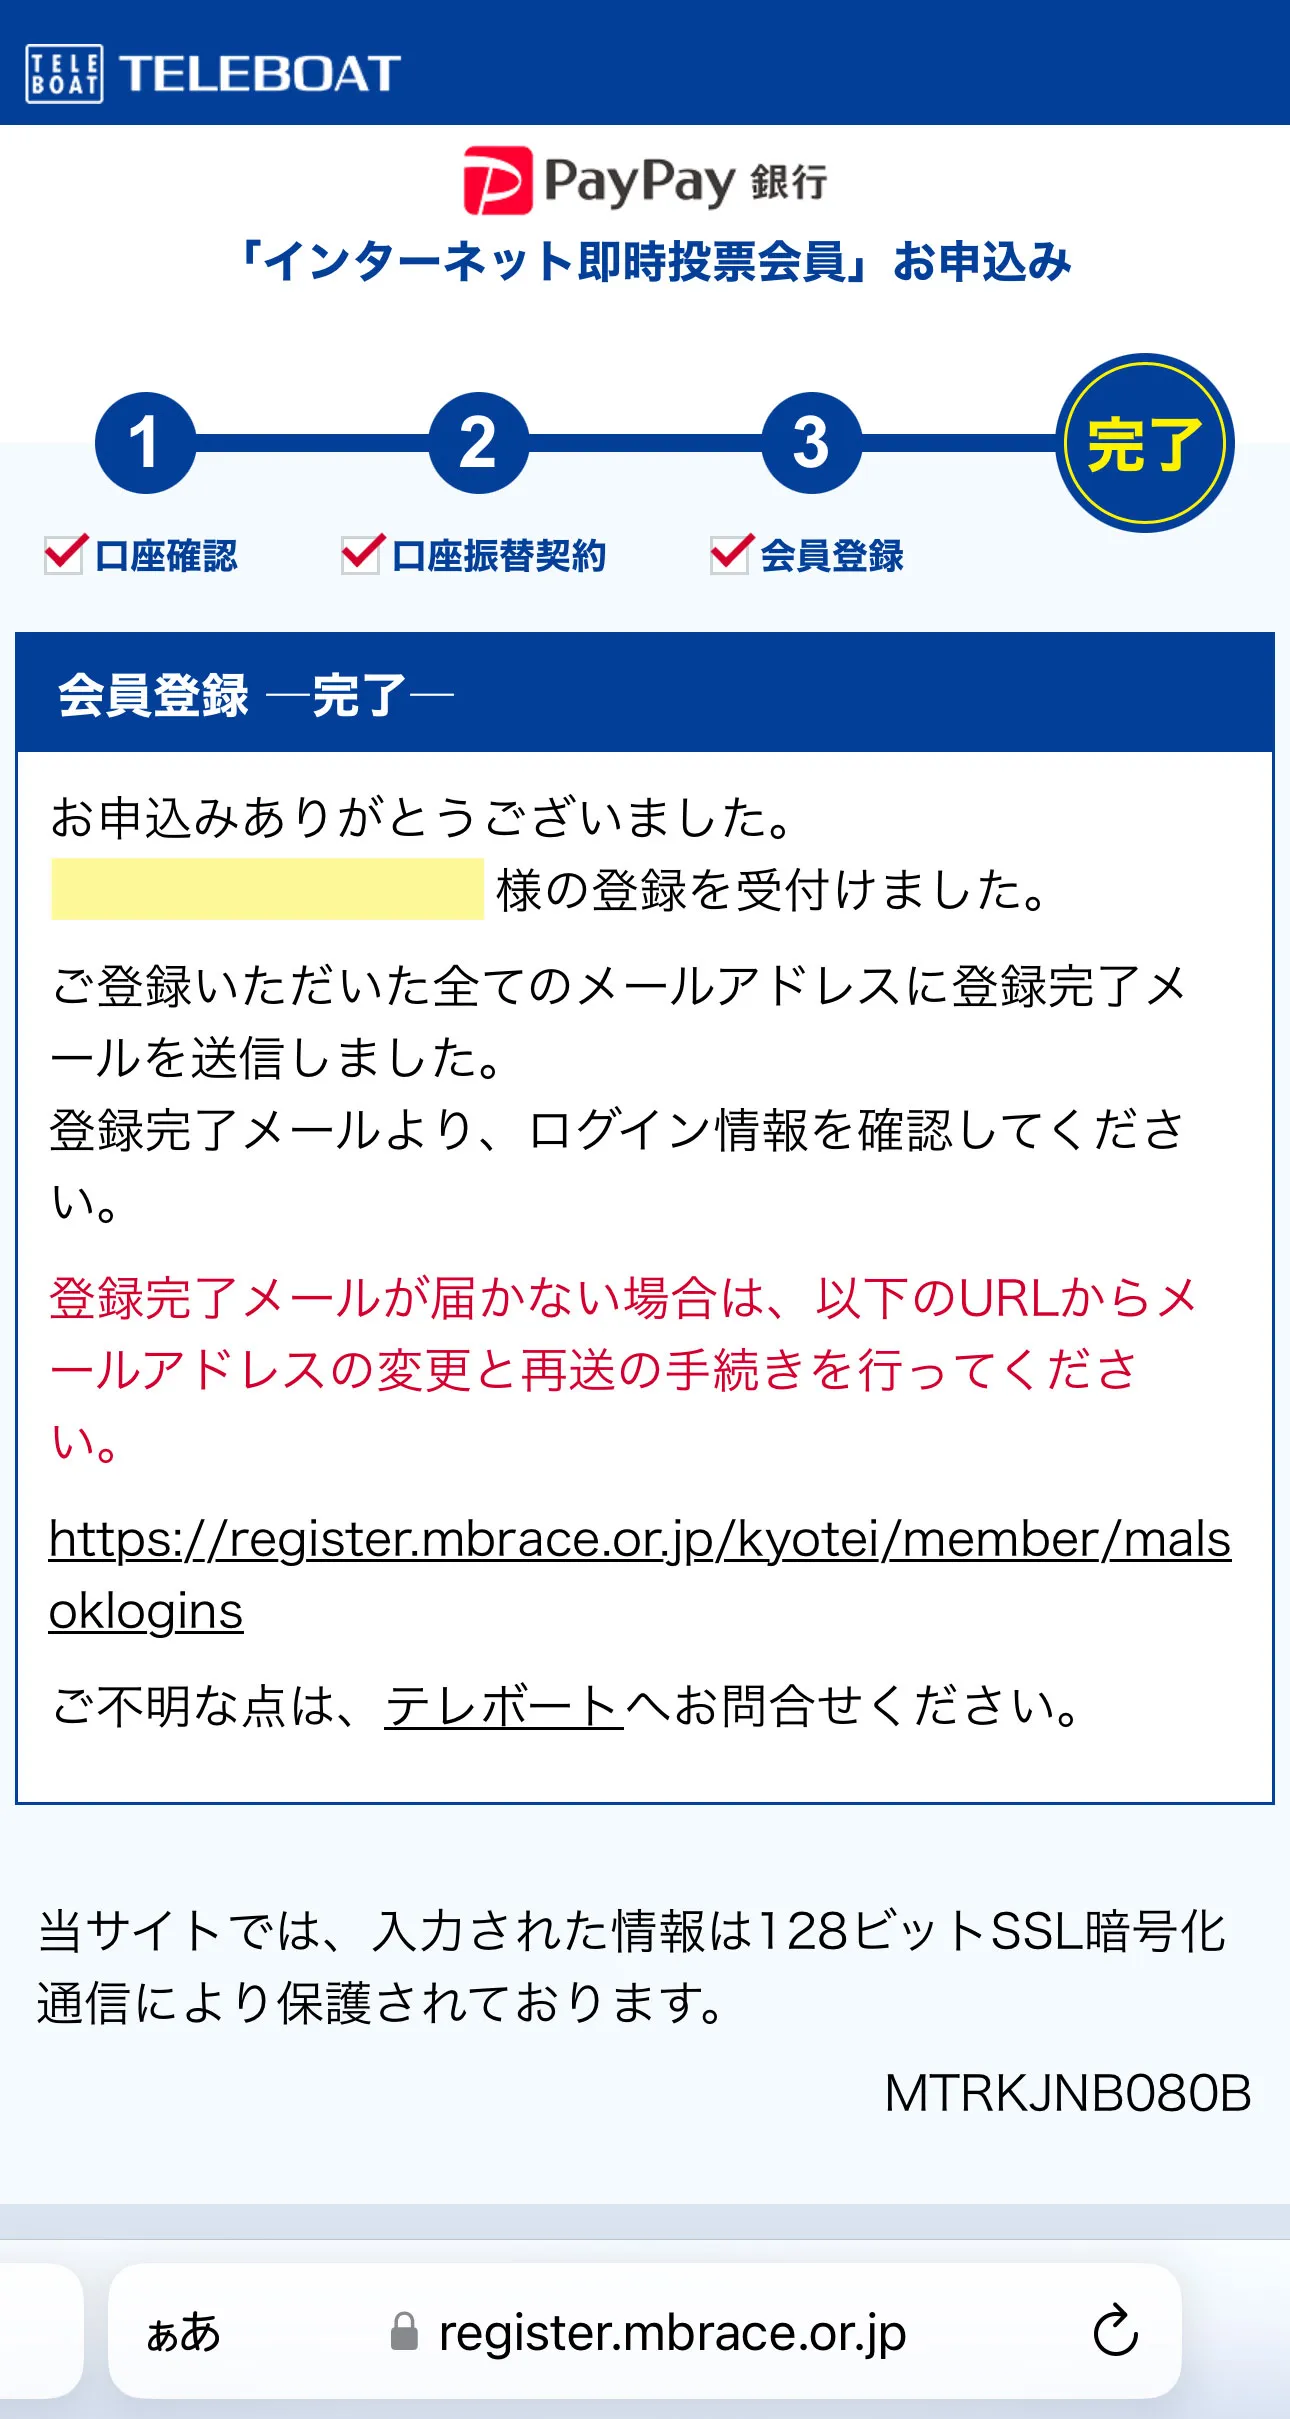 TELE
BOAT
TELEBOAT
PayPay 銀行
「インターネット即時投票会員」お申込み
1
2
3
完了
口座確認
口座振替契約
会員登録
会員登録 ―完了―
お申込みありがとうございました。
様の登録を受付けました。
ご登録いただいた全てのメールアドレスに登録完了メ
ールを送信しました。
登録完了メールより、ログイン情報を確認してくださ
い。
登録完了メールが届かない場合は、以下のURLからメ
ールアドレスの変更と再送の手続きを行ってくださ
い。
https://register.mbrace.or.jp/kyotei/member/mals
oklogins
ご不明な点は、テレボートへお問合せください。
当サイトでは、入力された情報は128ビットSSL暗号化
通信により保護されております。
MTRKJNB080B
ぁあ
register.mbrace.or.jp